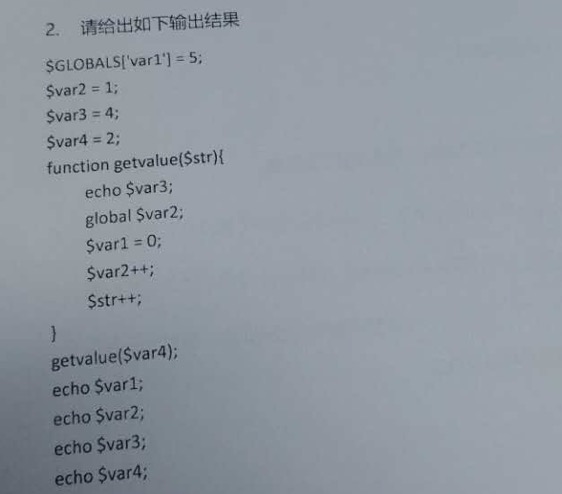 2. 请给出如下输出结果
$GLOBALS['var1'] = 5;
$var2 = 1;
$var3 = 4;
$var4 = 2;
function getvalue($str){
echo $var3;
global $var2;
$var1 = 0;
$var2++;
$str++;
}
getvalue($var4);
echo $var1;
echo $var2;
echo $var3;
echo $var4;